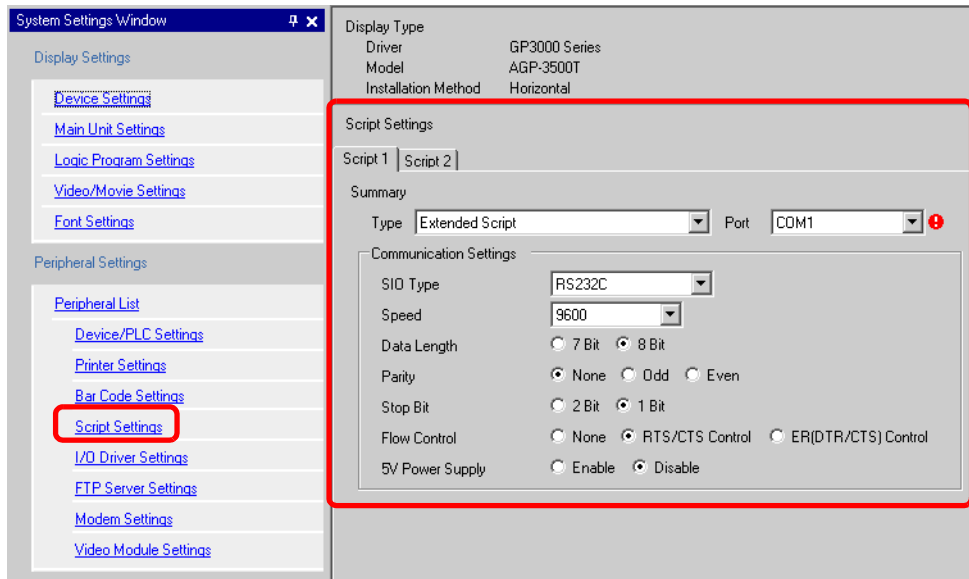 System Settings Window
Display Settings
Device Settings
Main Unit Settings
Logic Program Settings
Video/Movie Settings
Font Settings
Peripheral Settings
Peripheral List
Device/PLC Settings
Printer Settings
Bar Code Settings
Script Settings
I/O Driver Settings
FTP Server Settings
Modem Settings
Video Module Settings
Display Type
Driver GP3000 Series
Model AGP-3500T
Installation Method Horizontal
Script Settings
Script 1 Script 2
Summary
Type Extended Script Port COM1
Communication Settings
SIO Type RS232C
Speed 9600
Data Length 7 Bit 8 Bit
Parity None Odd Even
Stop Bit 2 Bit 1 Bit
Flow Control None RTS/CTS Control ER(DTR/CTS) Control
5V Power Supply Enable Disable